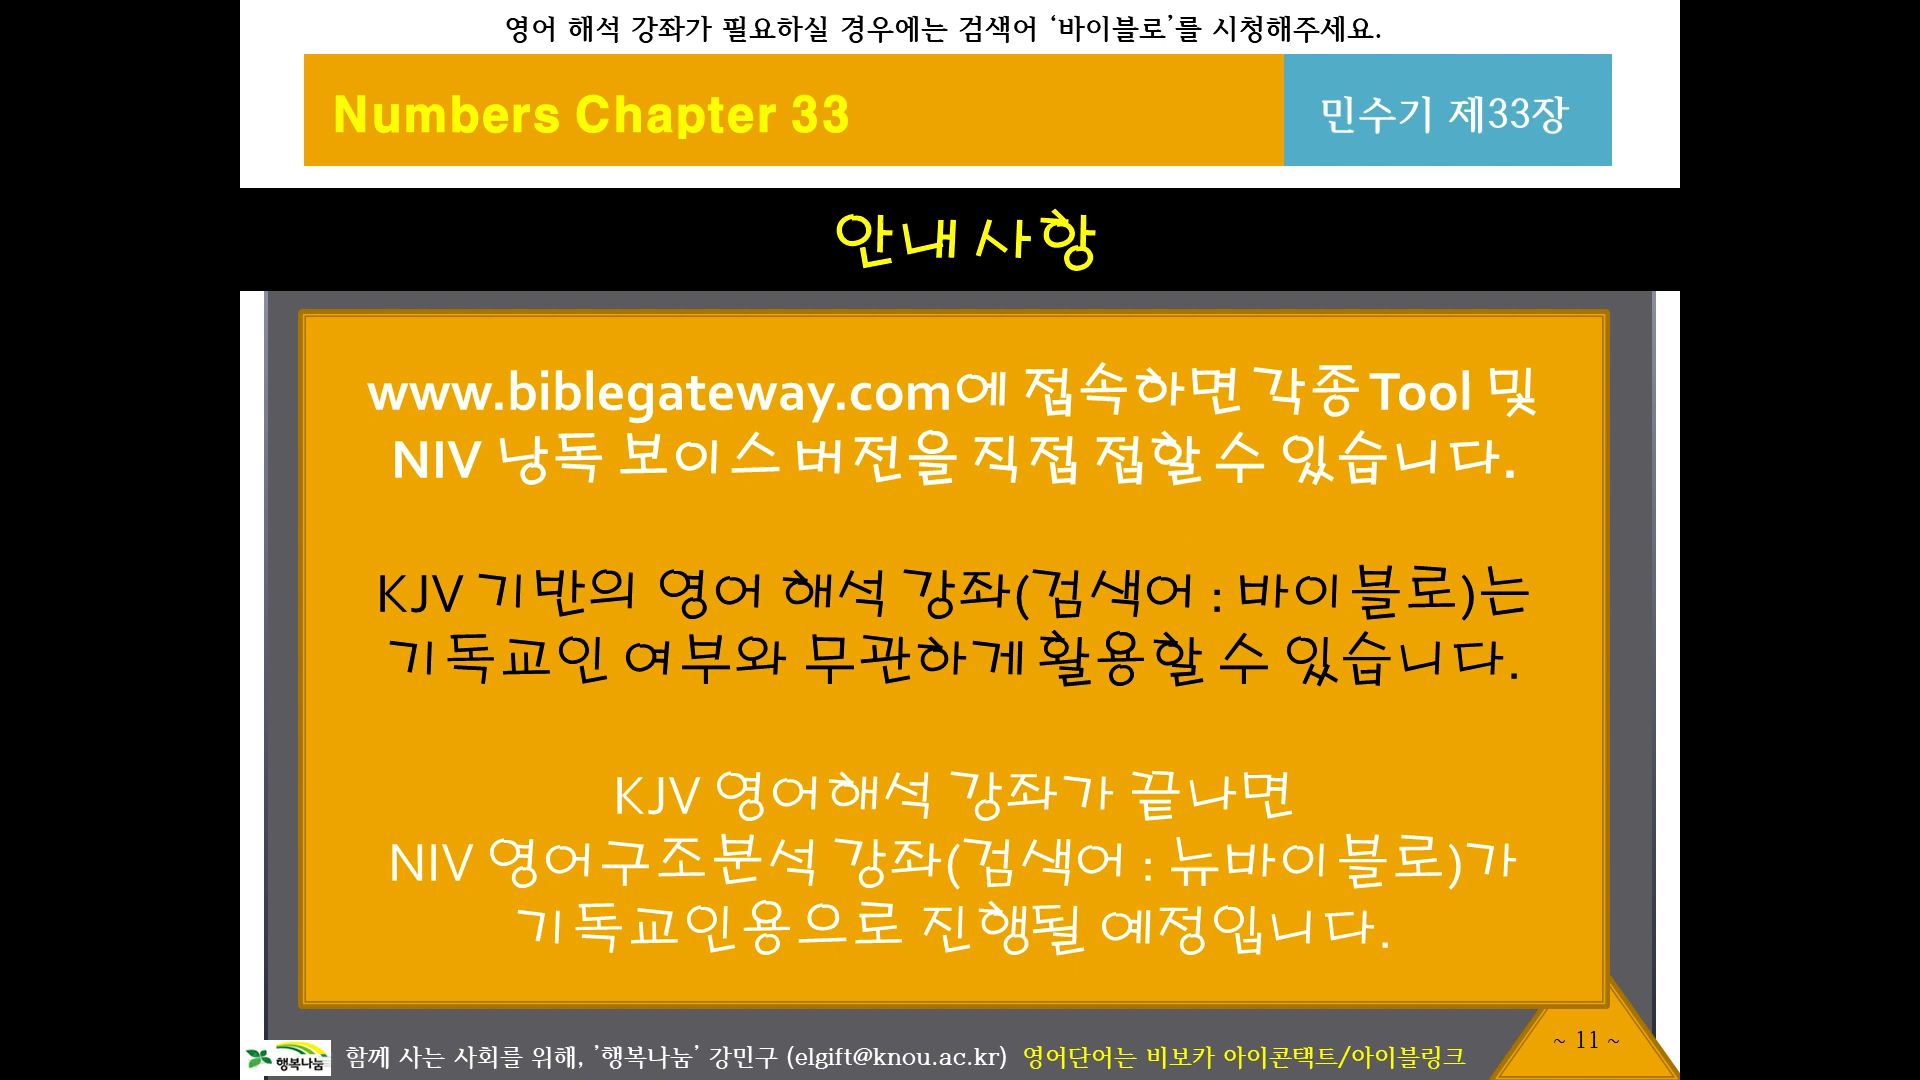 영어 해석 강좌가 필요하실 경우에는 검색어 ‘바이블로’를 시청해주세요.
Numbers Chapter 33
민수기 제33장
안내사항
www.biblegateway.com에 접속하면 각종 Tool 및
NIV 낭독 보이스 버전을 직접 접할 수 있습니다.
KJV 기반의 영어 해석 강좌(검색어 : 바이블로)는
기독교인 여부와 무관하게 활용할 수 있습니다.
KJV 영어해석 강좌가 끝나면
NIV 영어구조분석 강좌(검색어 : 뉴바이블로)가
기독교인용으로 진행될 예정입니다.
~ 11 ~
행복나눔
함께 사는 사회를 위해, ’행복나눔’ 강민구 (elgift@knou.ac.kr) 영어단어는 비보카 아이콘택트/아이블링크